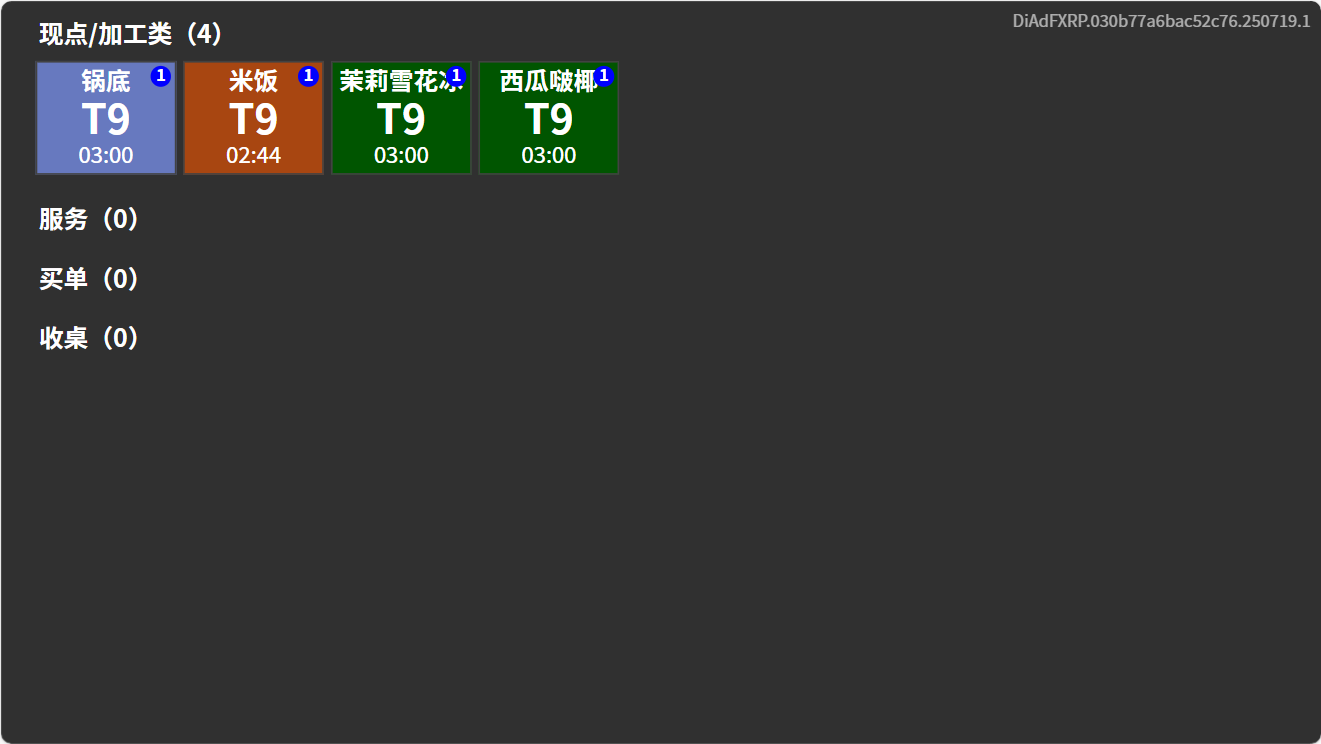 现点/加工类（4）
DiAdFXRP.030b77a6bac52c76.250719.1
锅底 1
T9
03:00
米饭 1
T9
02:44
茉莉雪花冰 1
T9
03:00
西瓜啵椰 1
T9
03:00
服务（0）
买单（0）
收桌（0）